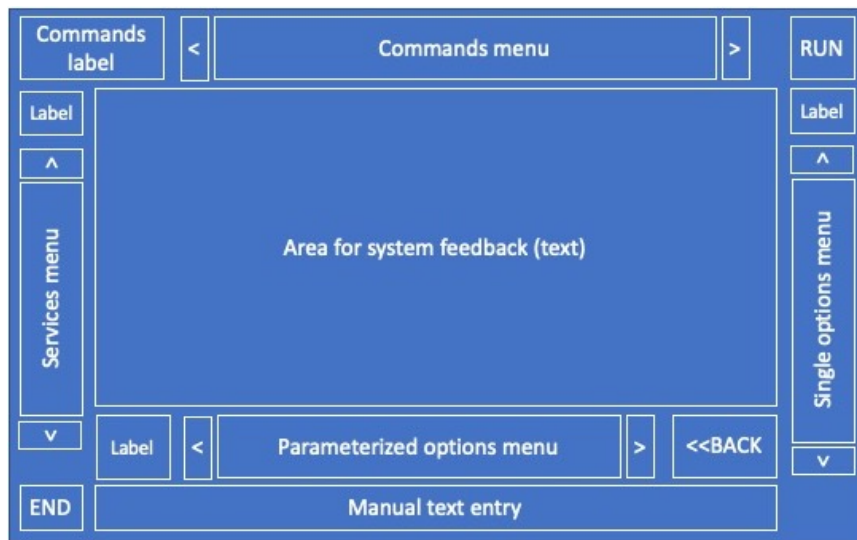 Commands
label
<
Commands menu
>
RUN
Label
Label
^
^
Services menu
Area for system feedback (text)
Single options menu
v
Label
<
Parameterized options menu
>
<<BACK
v
END
Manual text entry